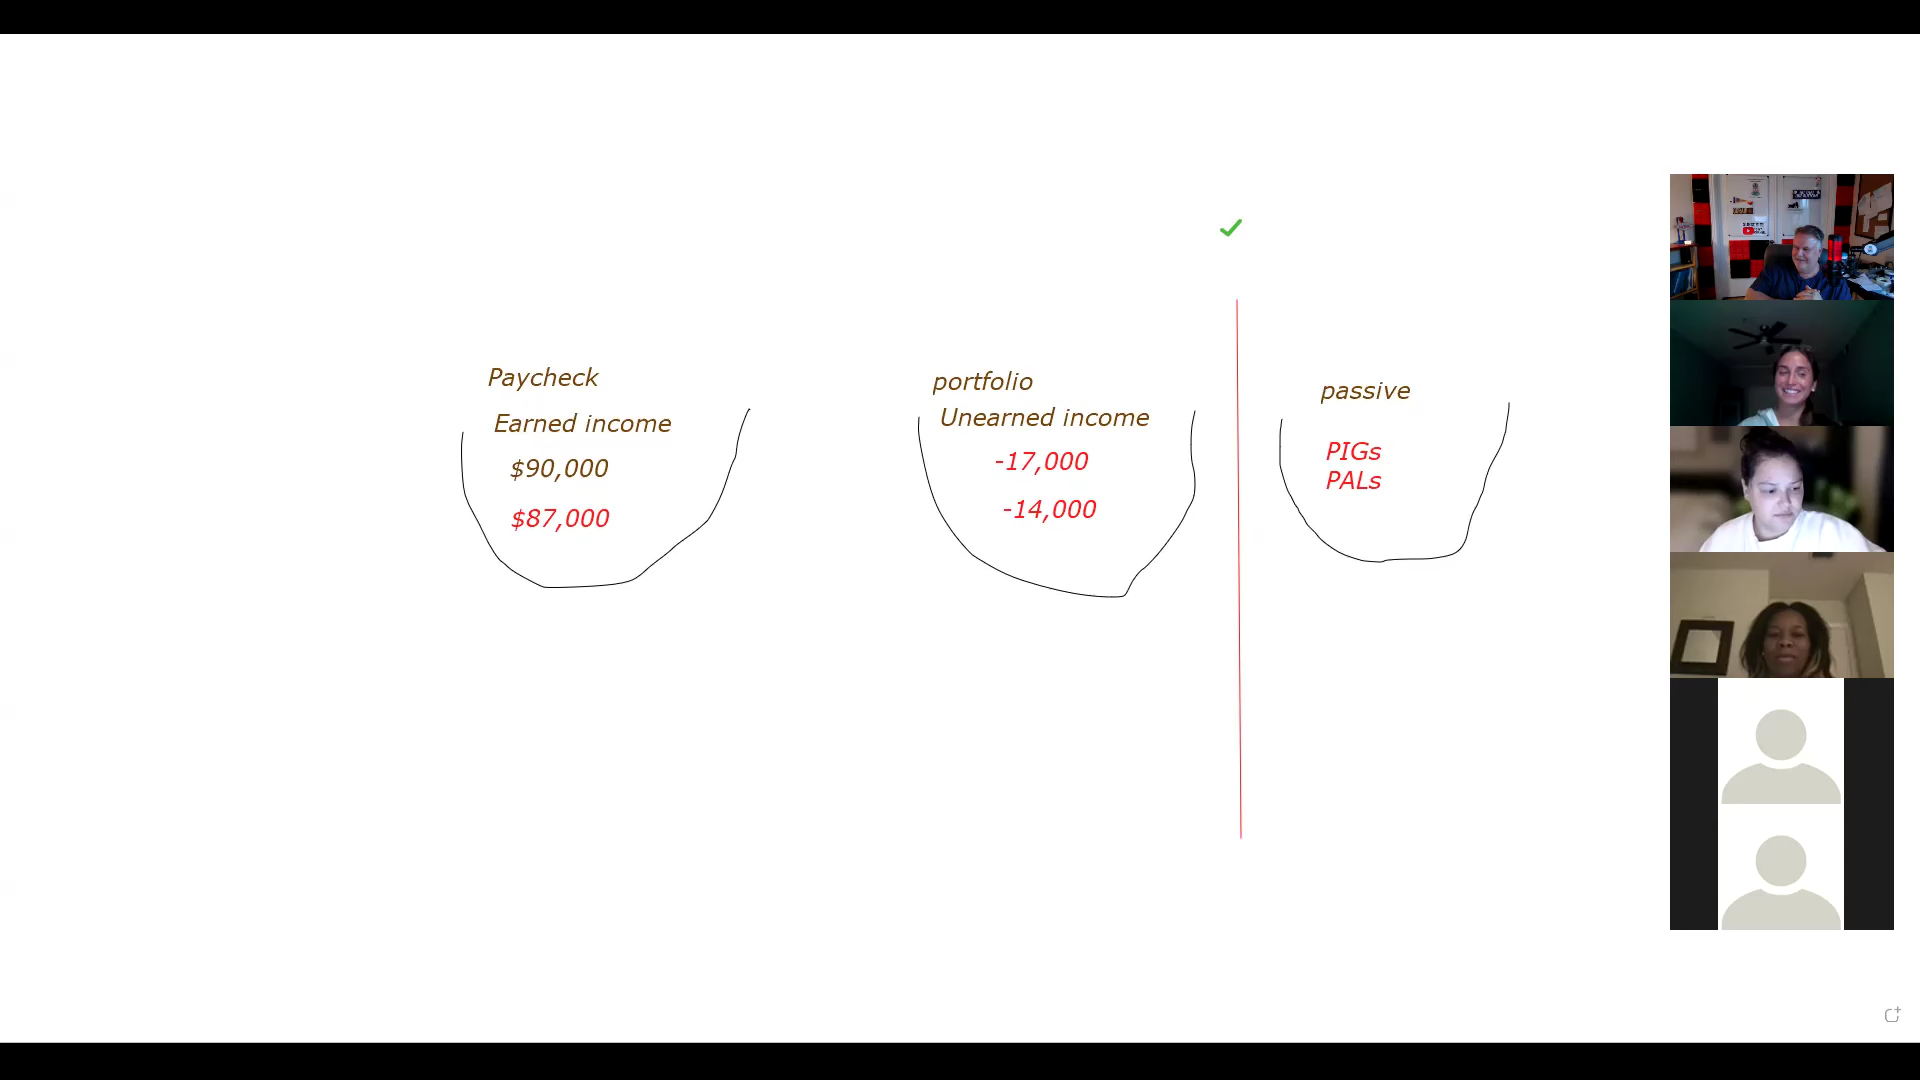 Paycheck
Earned income
$90,000
$87,000
portfolio
Unearned income
-17,000
-14,000
passive
PIGs
PALs